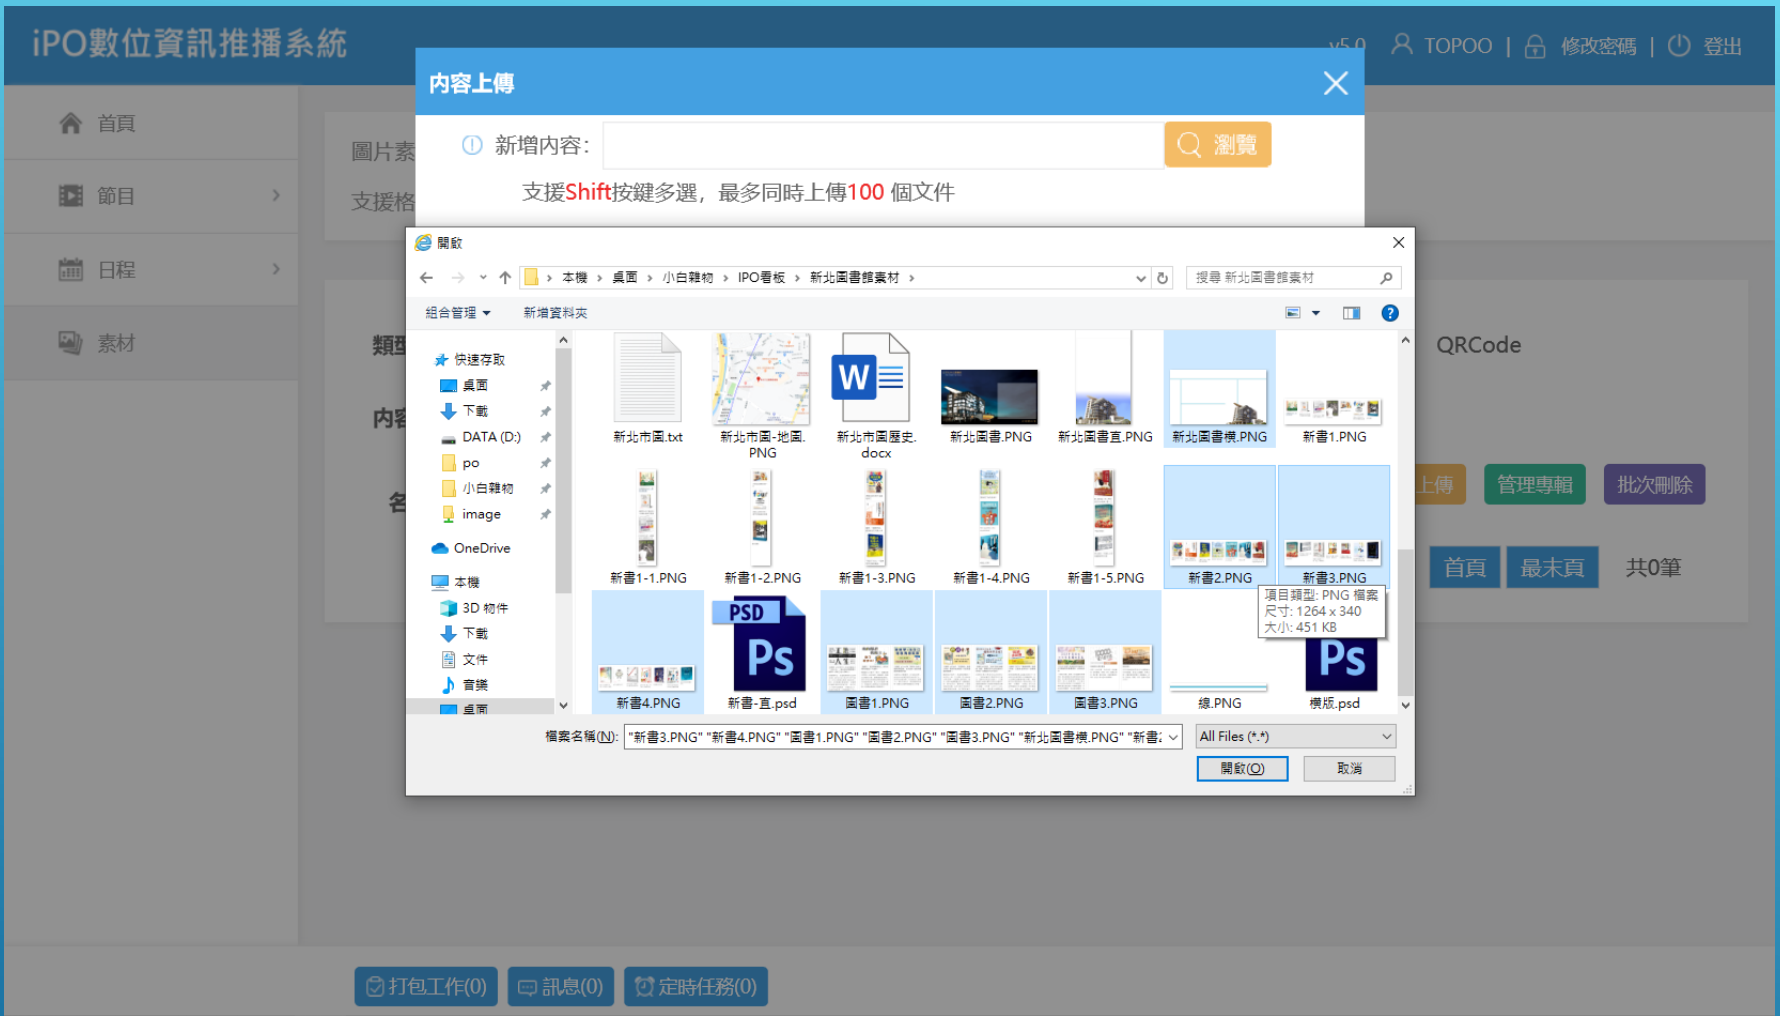 iPO數位資訊推播系統
v5.0 TOPOO | 修改密碼 | 登出
首頁
節目
日程
素材
圖片素
支援格
類型
內容
名
內容上傳
新增內容：
瀏覽
支援Shift按鍵多選，最多同時上傳100 個文件
開啟
本機 › 桌面 › 小白雜物 › IPO看板 › 新北圖書館素材 ›
搜尋 新北圖書館素材
組合管理
新增資料夾
快速存取
桌面
下載
DATA (D:)
po
小白雜物
image
OneDrive
本機
3D 物件
下載
文件
音樂
桌面
新北市圖.txt
新北市圖-地圖.PNG
新北市圖歷史.docx
新北圖書.PNG
新北圖書直.PNG
新北圖書橫.PNG
新書1.PNG
新書1-1.PNG
新書1-2.PNG
新書1-3.PNG
新書1-4.PNG
新書1-5.PNG
新書2.PNG
新書3.PNG
項目類型: PNG 檔案
尺寸: 1264 x 340
大小: 451 KB
新書4.PNG
PSD
Ps
新書-直.psd
圖書1.PNG
圖書2.PNG
圖書3.PNG
線.PNG
Ps
橫版.psd
檔案名稱(N):
"新書3.PNG" "新書4.PNG" "圖書1.PNG" "圖書2.PNG" "圖書3.PNG" "新北圖書橫.PNG" "新書2
All Files (*.*)
開啟(O)
取消
QRCode
上傳
管理專輯
批次刪除
首頁
最末頁
共0筆
打包工作(0)
訊息(0)
定時任務(0)